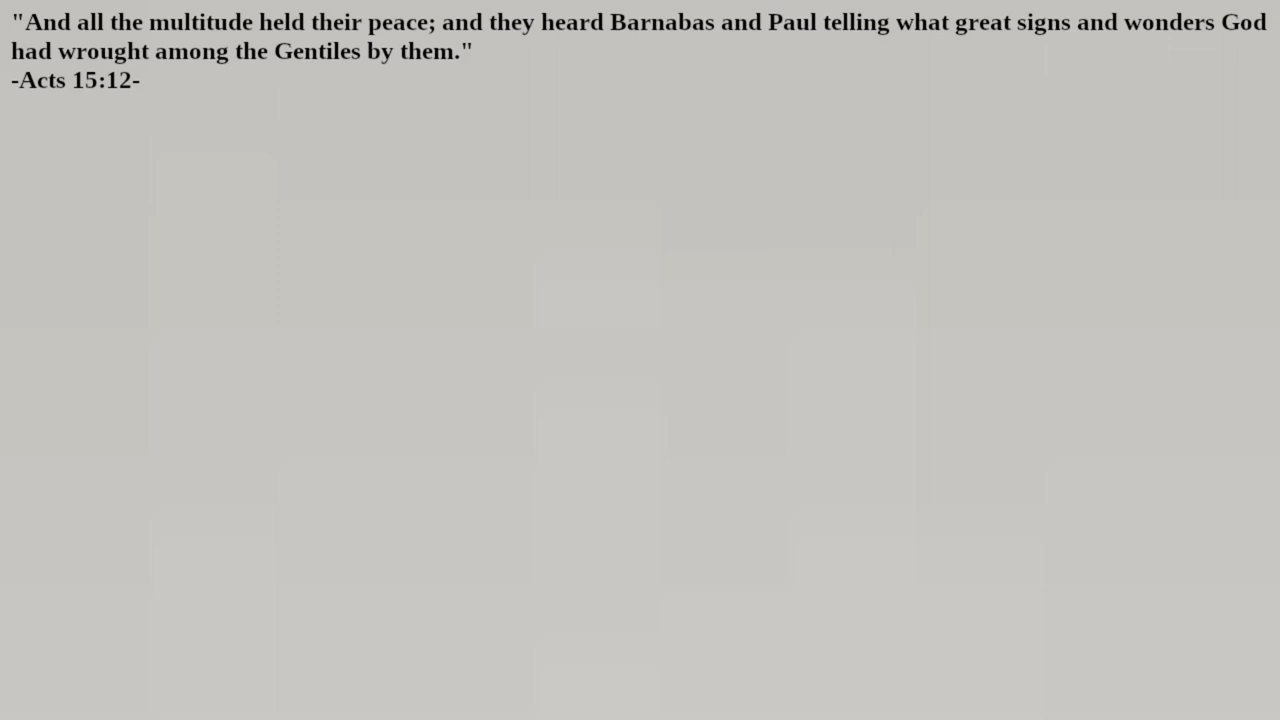 "And all the multitude held their peace; and they heard Barnabas and Paul telling what great signs and wonders God
had wrought among the Gentiles by them."
-Acts 15:12-